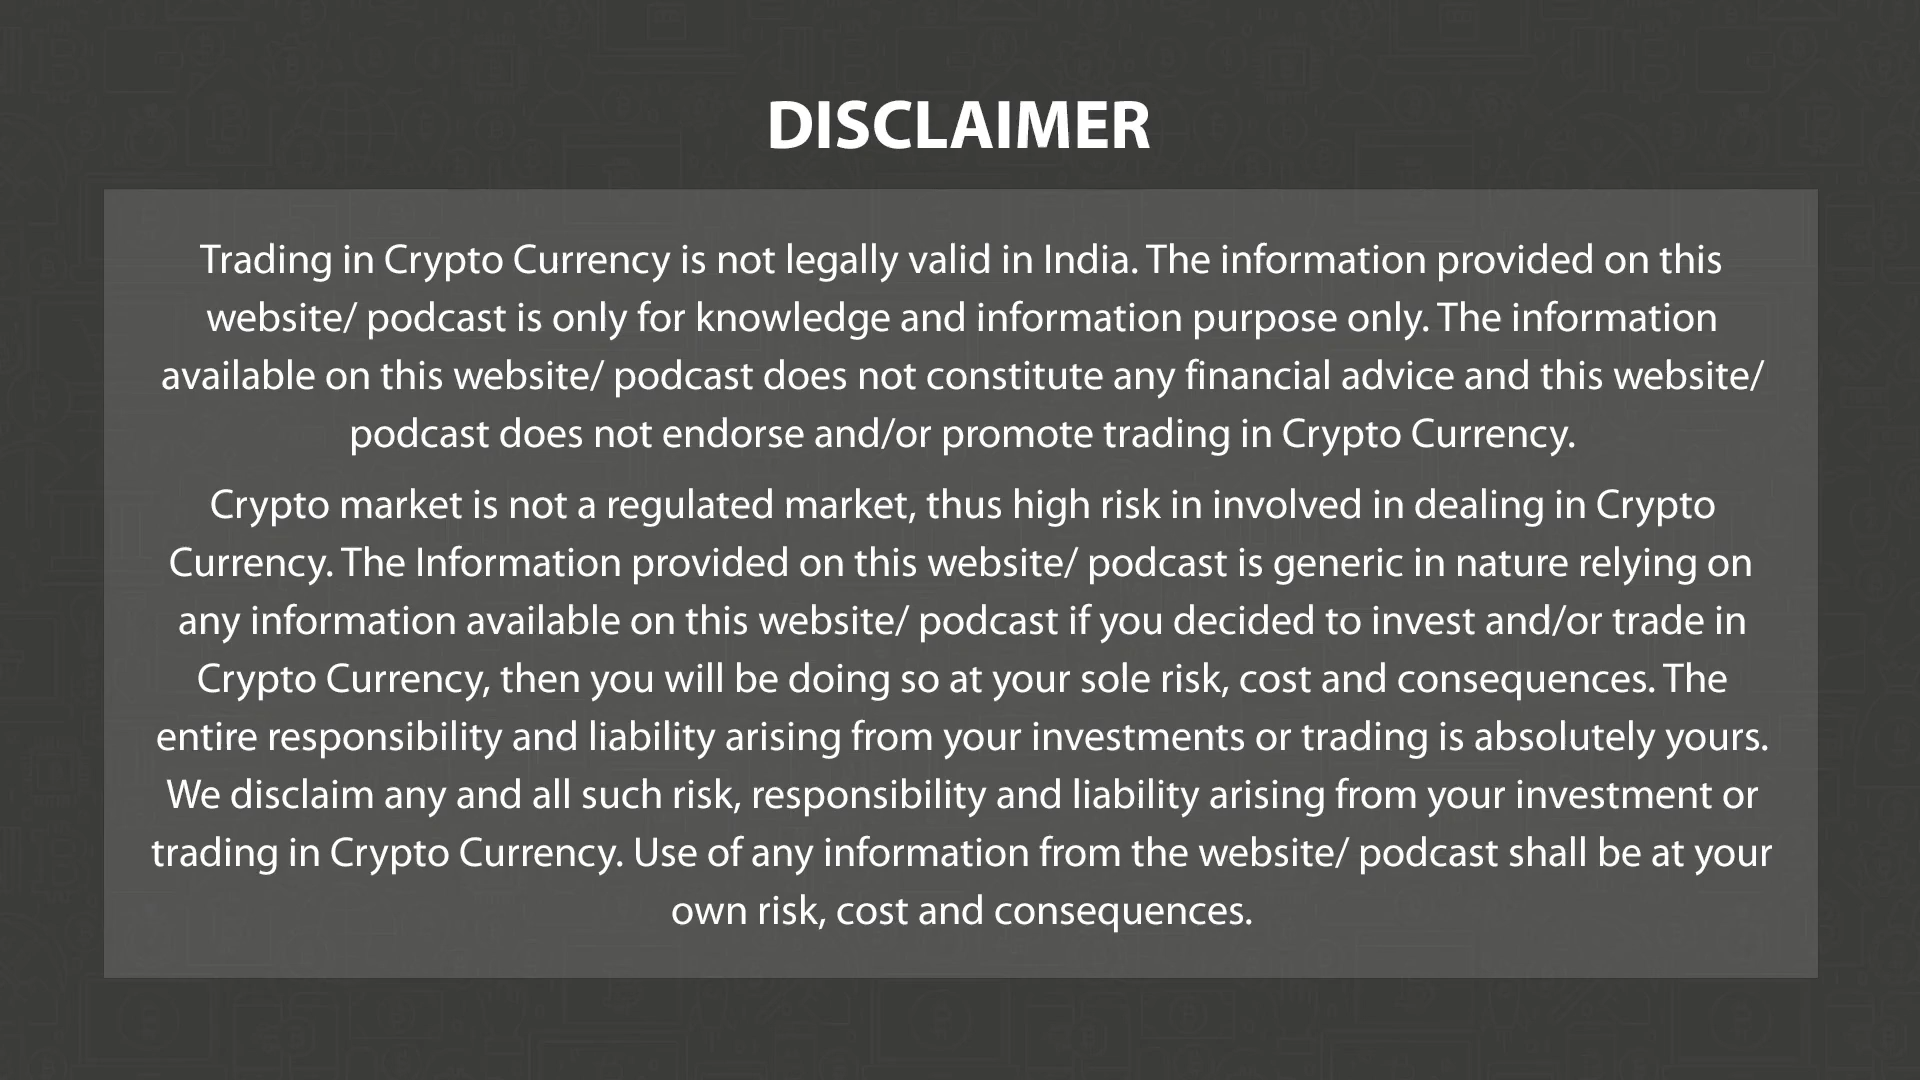 DISCLAIMER
Trading in Crypto Currency is not legally valid in India. The information provided on this
website/ podcast is only for knowledge and information purpose only. The information
available on this website/ podcast does not constitute any financial advice and this website/
podcast does not endorse and/or promote trading in Crypto Currency.
Crypto market is not a regulated market, thus high risk in involved in dealing in Crypto
Currency. The Information provided on this website/ podcast is generic in nature relying on
any information available on this website/ podcast if you decided to invest and/or trade in
Crypto Currency, then you will be doing so at your sole risk, cost and consequences. The
entire responsibility and liability arising from your investments or trading is absolutely yours.
We disclaim any and all such risk, responsibility and liability arising from your investment or
trading in Crypto Currency. Use of any information from the website/ podcast shall be at your
own risk, cost and consequences.